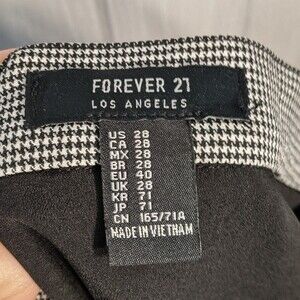 FOREVER 21
LOS ANGELES
US 28
CA 28
MX 28
BR 28
EU 40
UK 28
KR 71
JP 71
CN 165/71A
MADE IN VIETNAM